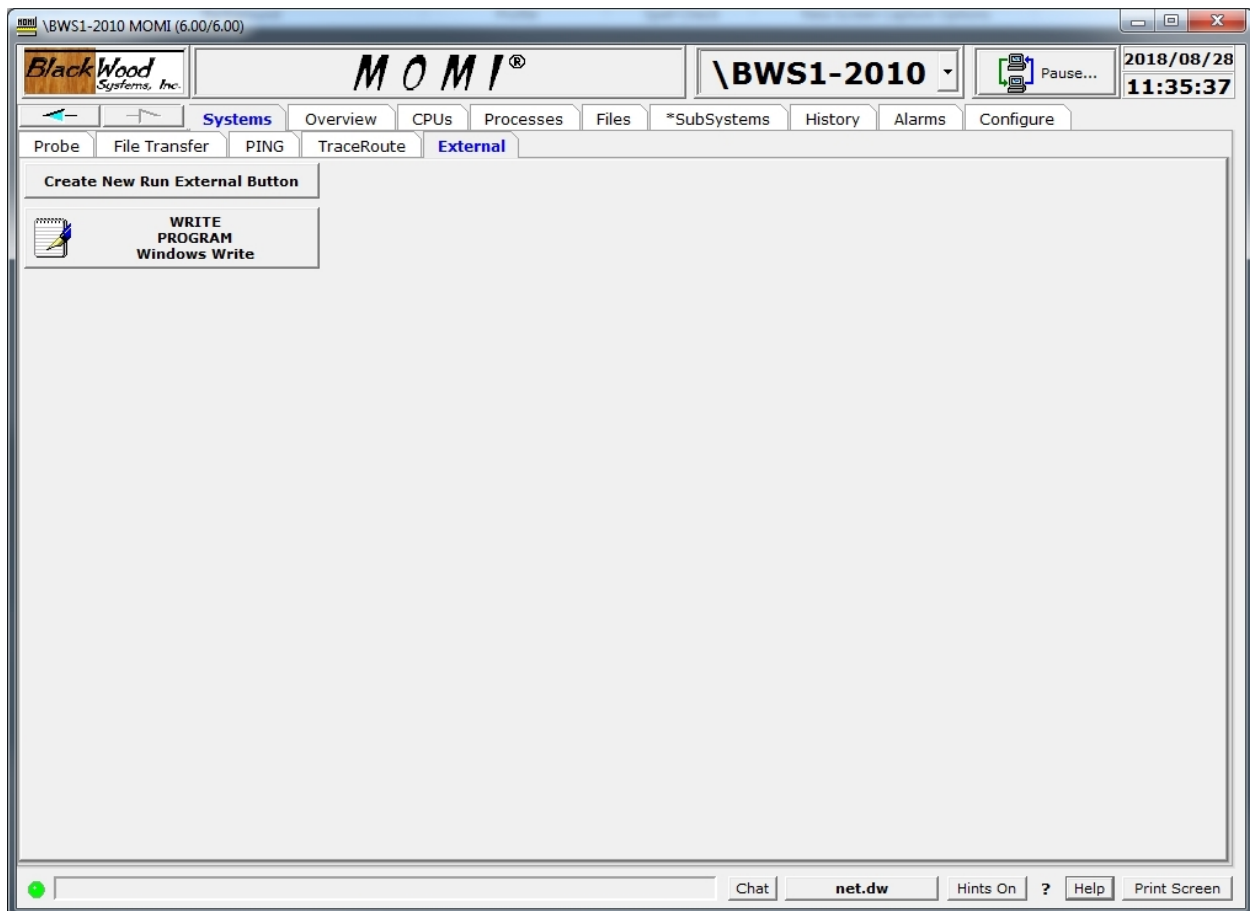 \BWS1-2010 MOMI (6.00/6.00)
BlackWood
Systems, Inc.
MOMI®
\BWS1-2010
Pause...
2018/08/28
11:35:37
Systems Overview CPUs Processes Files *SubSystems History Alarms Configure
Probe File Transfer PING TraceRoute External
Create New Run External Button
WRITE
PROGRAM
Windows Write
Chat net.dw Hints On ? Help Print Screen